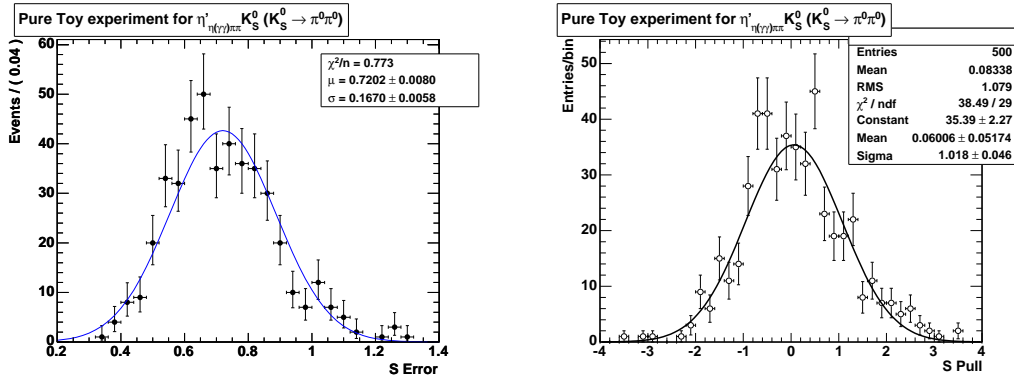 Pure Toy experiment for η'η(γγ)ππ K⁰S (K⁰S → π⁰π⁰)
Events / ( 0.04 )
60
50
40
30
20
10
0
0.2 0.4 0.6 0.8 1 1.2 1.4
S Error
χ²/n = 0.773
μ = 0.7202 ± 0.0080
σ = 0.1670 ± 0.0058
Pure Toy experiment for η'η(γγ)ππ K⁰S (K⁰S → π⁰π⁰)
Entries/bin
50
40
30
20
10
0
-4 -3 -2 -1 0 1 2 3 4
S Pull
Entries 500
Mean 0.08338
RMS 1.079
χ² / ndf 38.49 / 29
Constant 35.39 ± 2.27
Mean 0.06006 ± 0.05174
Sigma 1.018 ± 0.046